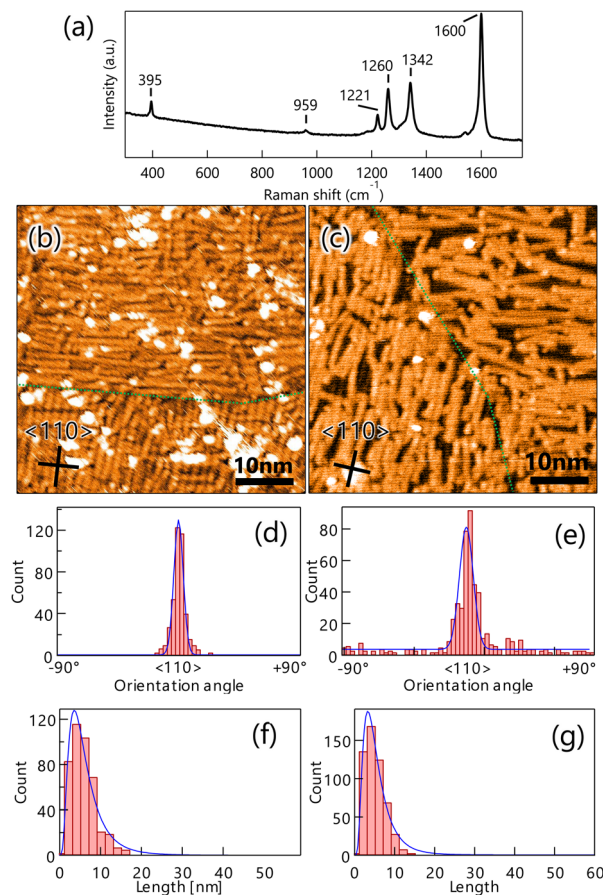 (a)
Intensity (a.u.)
395
959
1221
1260
1342
1600
400
600
800
1000
1200
1400
1600
Raman shift (cm-1)
(b)
<110>
10nm
(c)
<110>
10nm
(d)
Count
120
80
40
0
-90°
<110>
+90°
Orientation angle
(e)
Count
80
60
40
20
0
-90°
<110>
+90°
Orientation angle
(f)
Count
120
80
40
0
0
10
20
30
40
50
Length [nm]
(g)
Count
150
100
50
0
0
10
20
30
40
50
60
Length